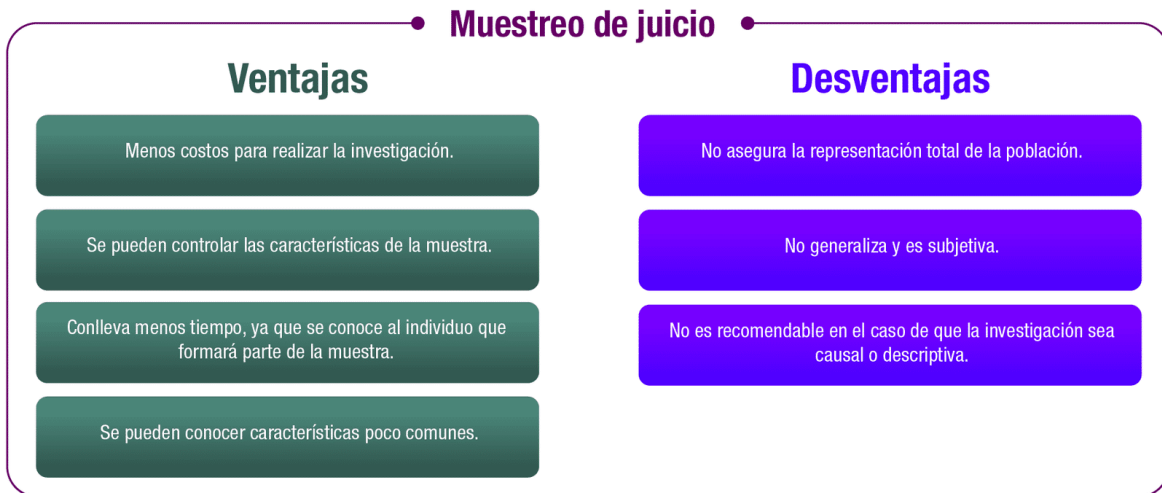 Muestreo de juicio
Ventajas
Menos costos para realizar la investigación.
Se pueden controlar las características de la muestra.
Conlleva menos tiempo, ya que se conoce al individuo que
formará parte de la muestra.
Se pueden conocer características poco comunes.
Desventajas
No asegura la representación total de la población.
No generaliza y es subjetiva.
No es recomendable en el caso de que la investigación sea
causal o descriptiva.